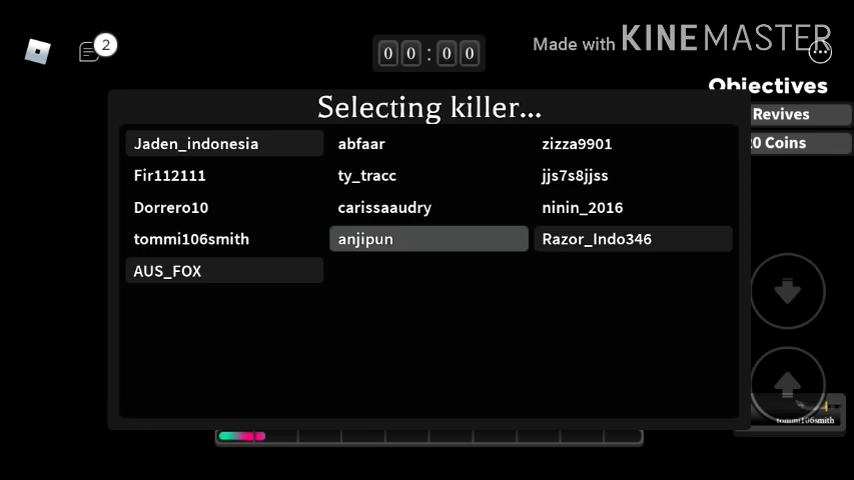 2
00:00
Made with KINEMASTER
Objectives
Revives
0 Coins
Selecting killer...
Jaden_indonesia
abfaar
zizza9901
Fir112111
ty_tracc
jjs7s8jjss
Dorrero10
carissaaudry
ninin_2016
tommi106smith
anjipun
Razor_Indo346
AUS_FOX
tommi106smith